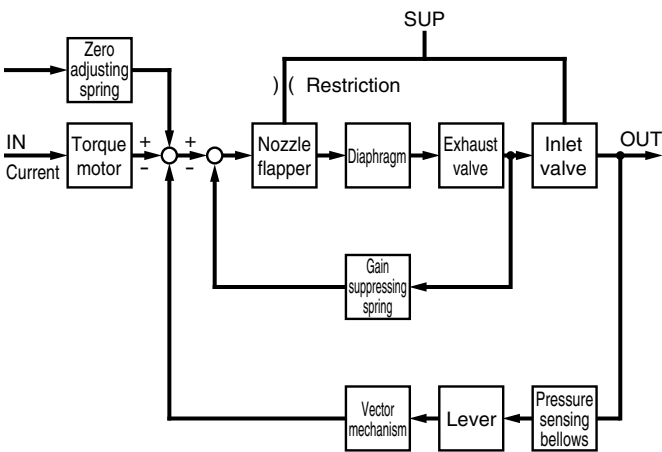 SUP
Zero
adjusting
spring
) ( Restriction
IN
Current
Torque
motor
+
-
+
-
Nozzle
flapper
Diaphragm
Exhaust
valve
Inlet
valve
OUT
Gain
suppressing
spring
Vector
mechanism
Lever
Pressure
sensing
bellows